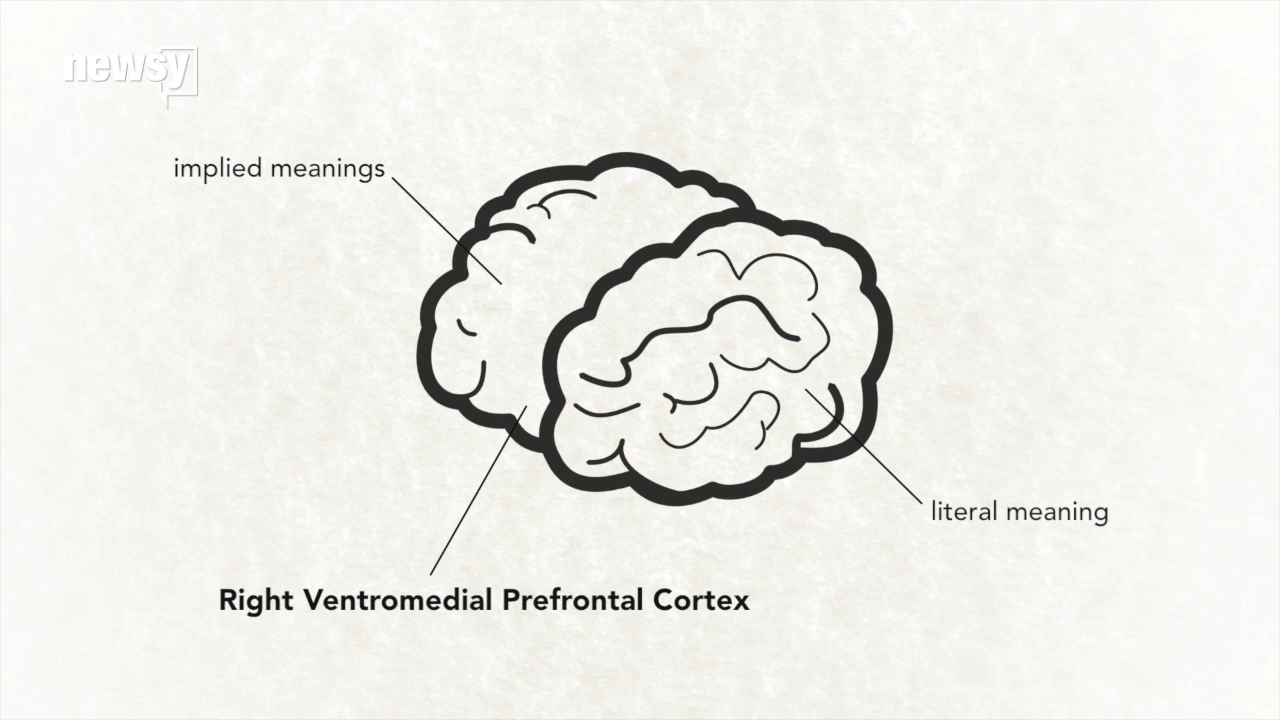 newsy
implied meanings
literal meaning
Right Ventromedial Prefrontal Cortex